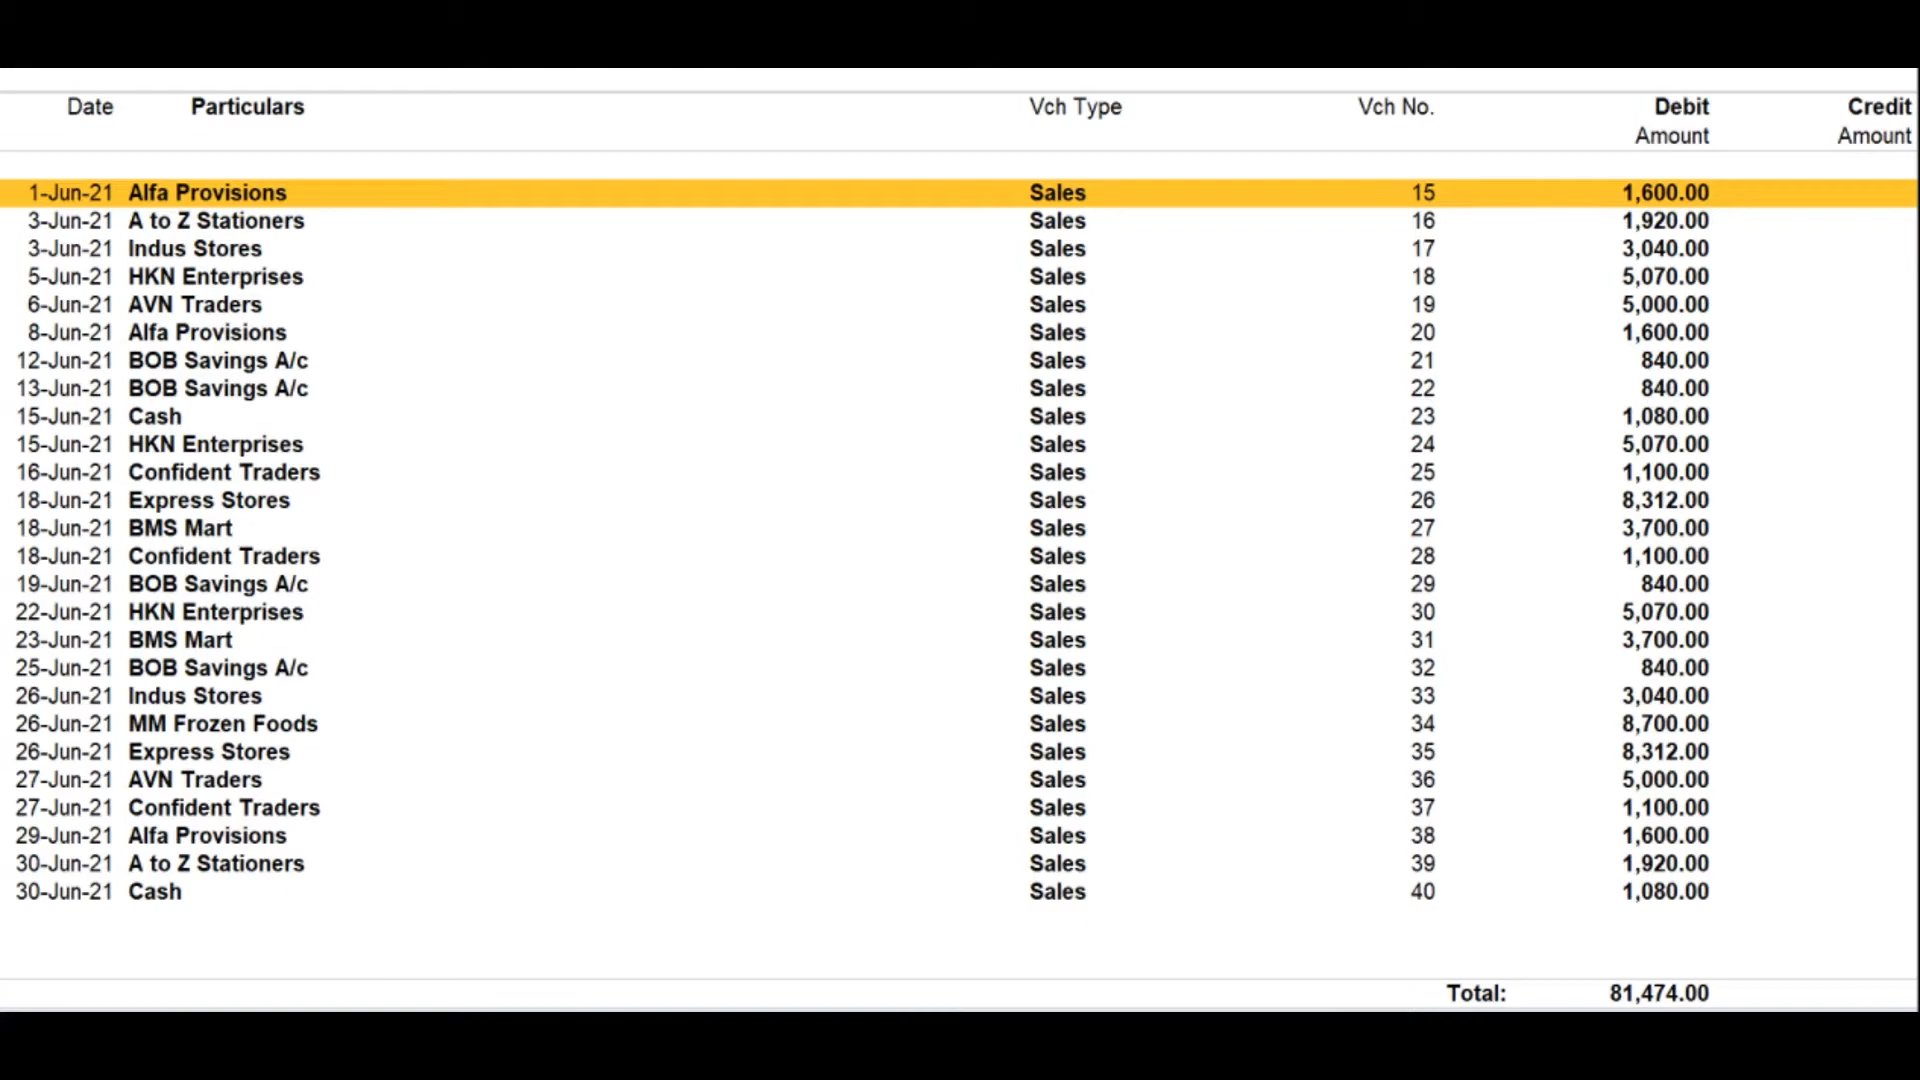 Date Particulars Vch Type Vch No. Debit Credit
Amount Amount
1-Jun-21 Alfa Provisions Sales 15 1,600.00
3-Jun-21 A to Z Stationers Sales 16 1,920.00
3-Jun-21 Indus Stores Sales 17 3,040.00
5-Jun-21 HKN Enterprises Sales 18 5,070.00
6-Jun-21 AVN Traders Sales 19 5,000.00
8-Jun-21 Alfa Provisions Sales 20 1,600.00
12-Jun-21 BOB Savings A/c Sales 21 840.00
13-Jun-21 BOB Savings A/c Sales 22 840.00
15-Jun-21 Cash Sales 23 1,080.00
15-Jun-21 HKN Enterprises Sales 24 5,070.00
16-Jun-21 Confident Traders Sales 25 1,100.00
18-Jun-21 Express Stores Sales 26 8,312.00
18-Jun-21 BMS Mart Sales 27 3,700.00
18-Jun-21 Confident Traders Sales 28 1,100.00
19-Jun-21 BOB Savings A/c Sales 29 840.00
22-Jun-21 HKN Enterprises Sales 30 5,070.00
23-Jun-21 BMS Mart Sales 31 3,700.00
25-Jun-21 BOB Savings A/c Sales 32 840.00
26-Jun-21 Indus Stores Sales 33 3,040.00
26-Jun-21 MM Frozen Foods Sales 34 8,700.00
26-Jun-21 Express Stores Sales 35 8,312.00
27-Jun-21 AVN Traders Sales 36 5,000.00
27-Jun-21 Confident Traders Sales 37 1,100.00
29-Jun-21 Alfa Provisions Sales 38 1,600.00
30-Jun-21 A to Z Stationers Sales 39 1,920.00
30-Jun-21 Cash Sales 40 1,080.00
Total: 81,474.00